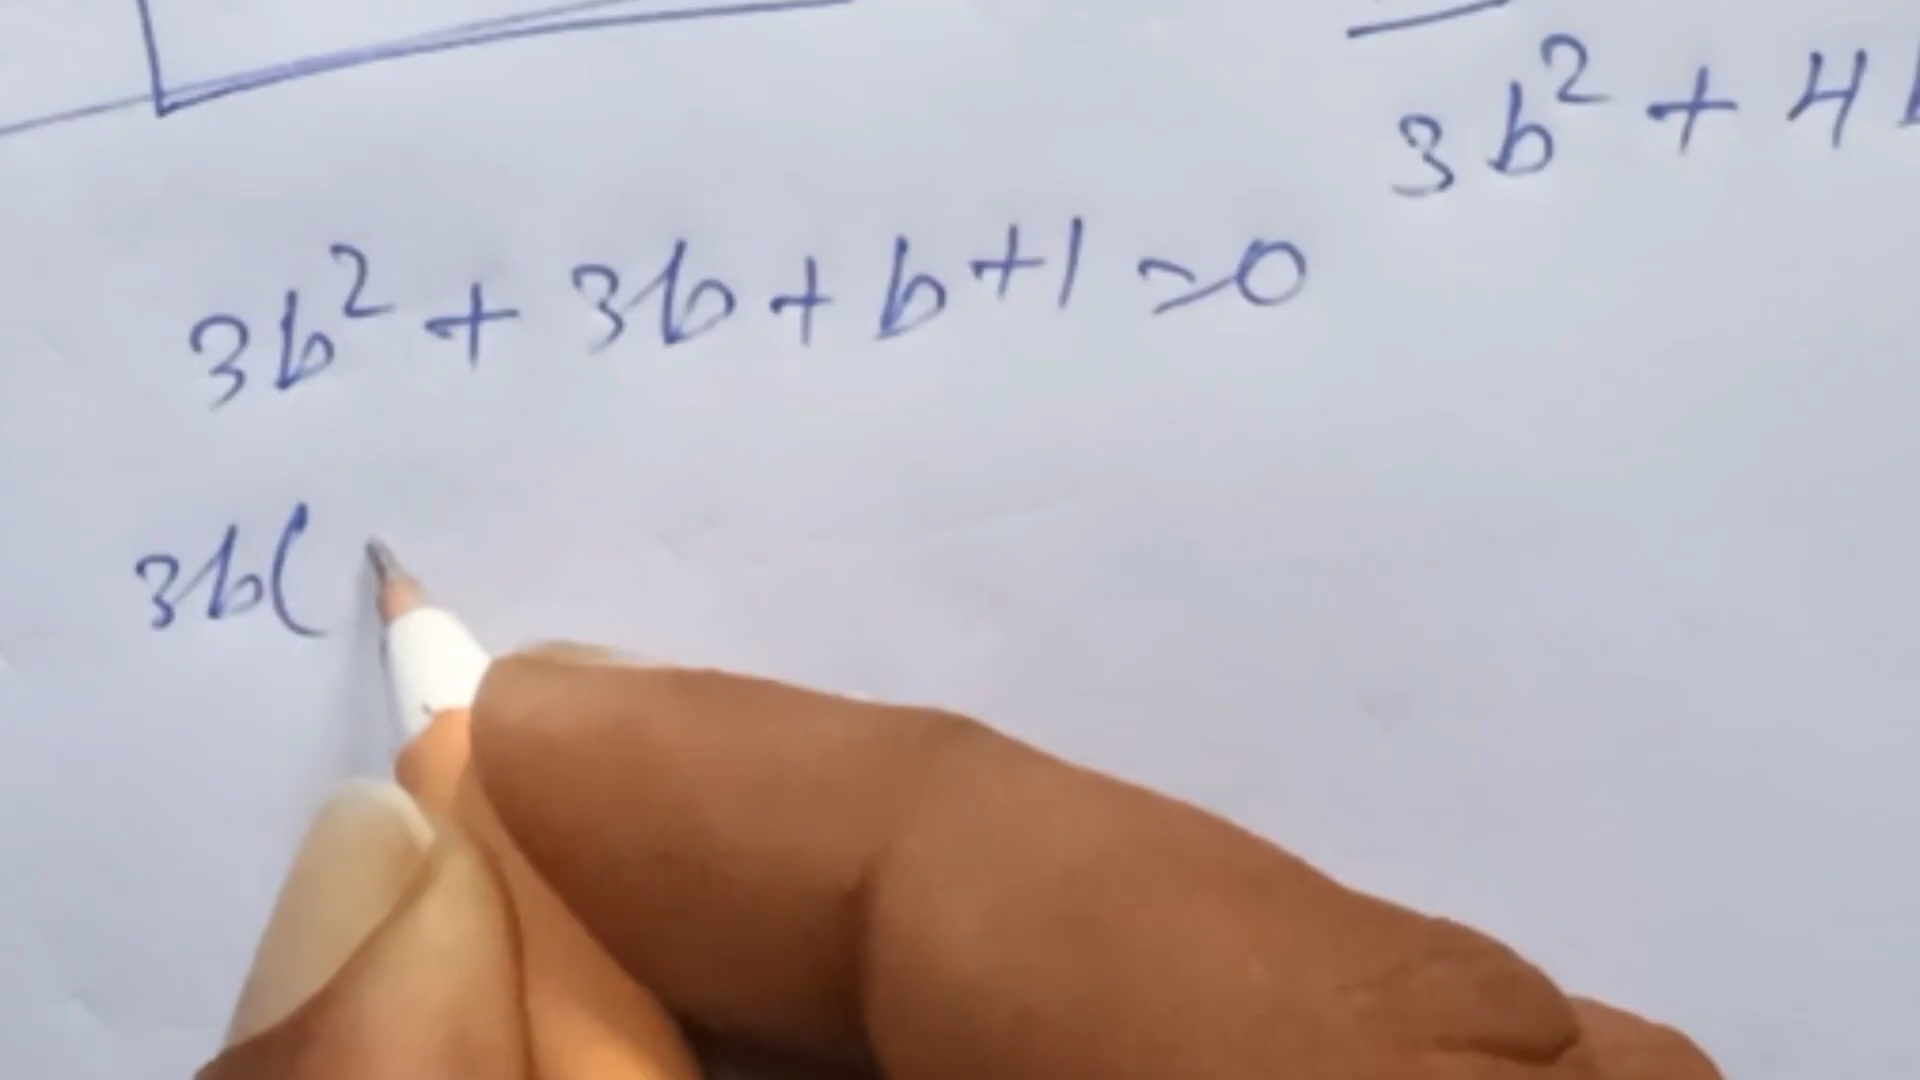 3b² + 4
3b² + 3b + b + 1 = 0
3b(